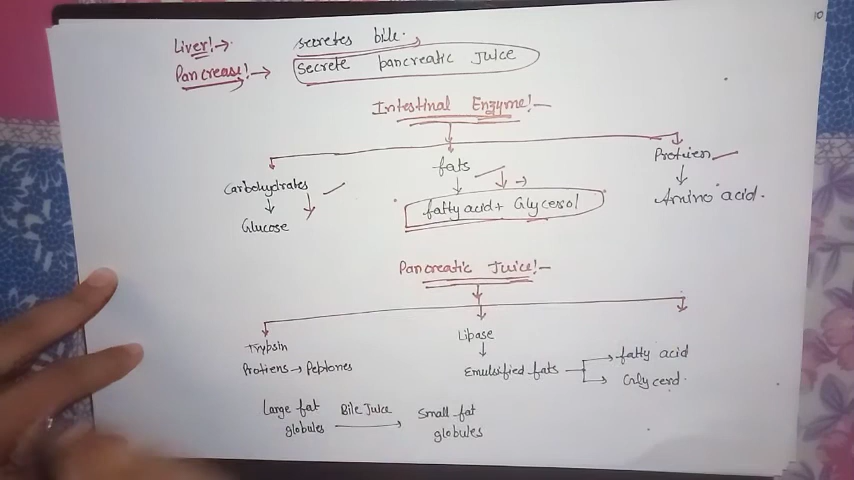 10
Liver!→ secretes bile.
Pancrease!→ Secrete pancreatic Juice
Intestinal Enzyme!—
Carbohydrates fats Protien
Glucose fatty acid + Glycerol Amino acid.
Pancreatic Juice!—
Trypsin Lipase
Protiens → Peptones Emulsified fats fatty acid
Glycerol.
Large fat globules Bile Juice Small fat globules